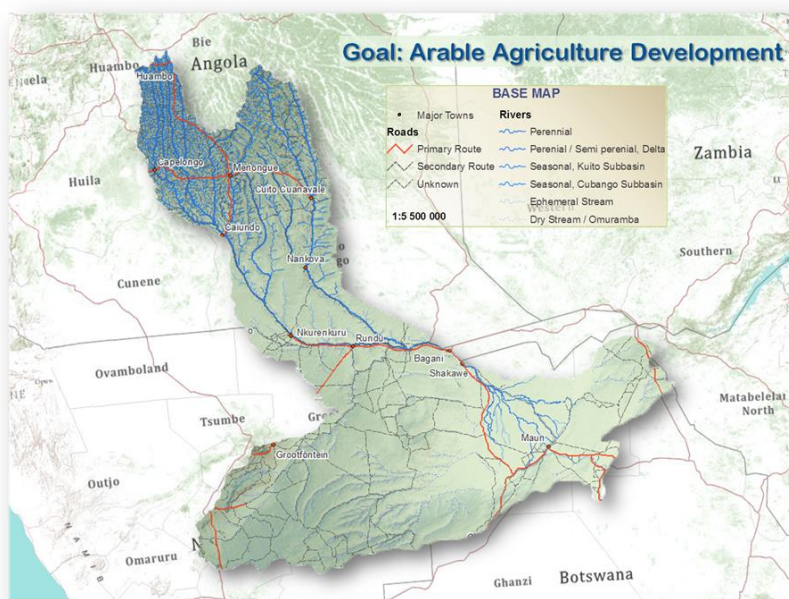 Goal: Arable Agriculture Development
BASE MAP
Major Towns
Roads
Primary Route
Secondary Route
Unknown
1:5 500 000
Rivers
Perennial
Perenial / Semi perenial, Delta
Seasonal, Kuito Subbasin
Seasonal, Cubango Subbasin
Ephemeral Stream
Dry Stream / Omuramba
Bie
Huambo
Angola
Huambo
Zambia
Capelongo
Menongue
Huila
Cuito Cuanavale
Western
Caiundo
Southern
Nankova
Cunene
Nkurenkuru
Rundu
Bagani
Shakawe
Ovamboland
Matabelelai
North
Tsumbe
Maun
Grootfontein
Outjo
NAMIB
Omaruru
Ghanzi
Botswana